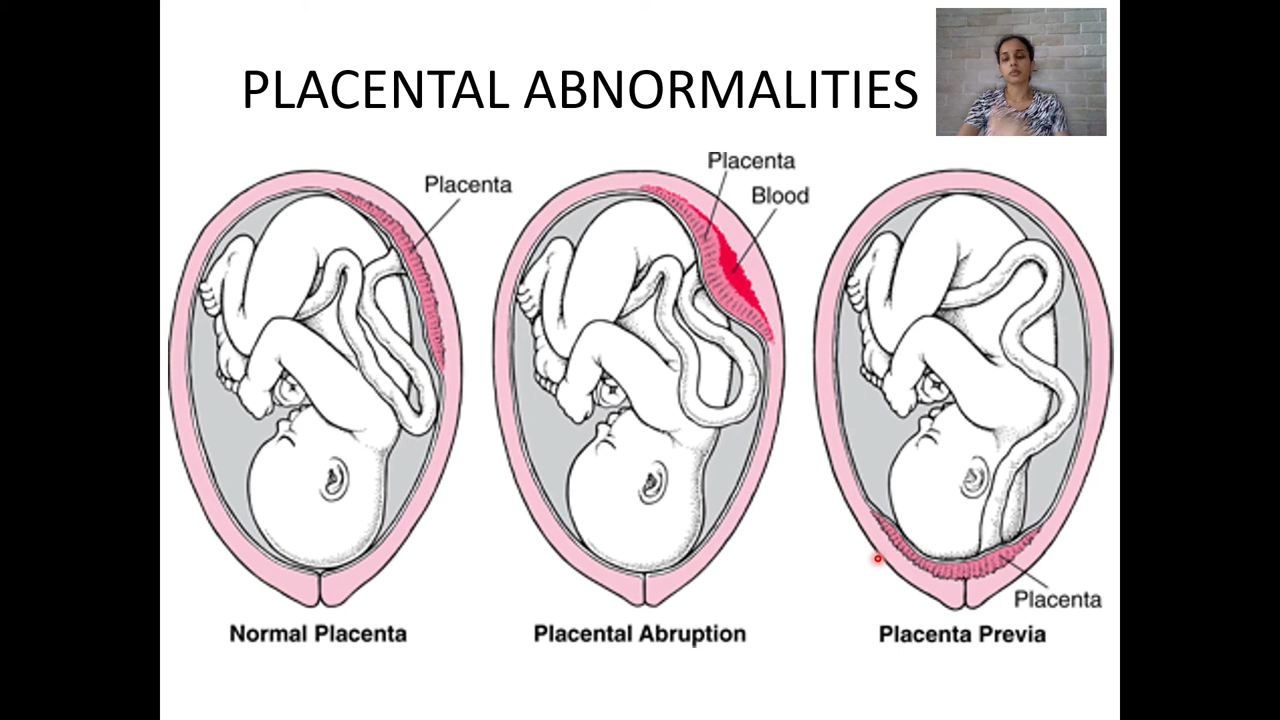 PLACENTAL ABNORMALITIES
Placenta
Placenta
Blood
Placenta
Normal Placenta
Placental Abruption
Placenta Previa